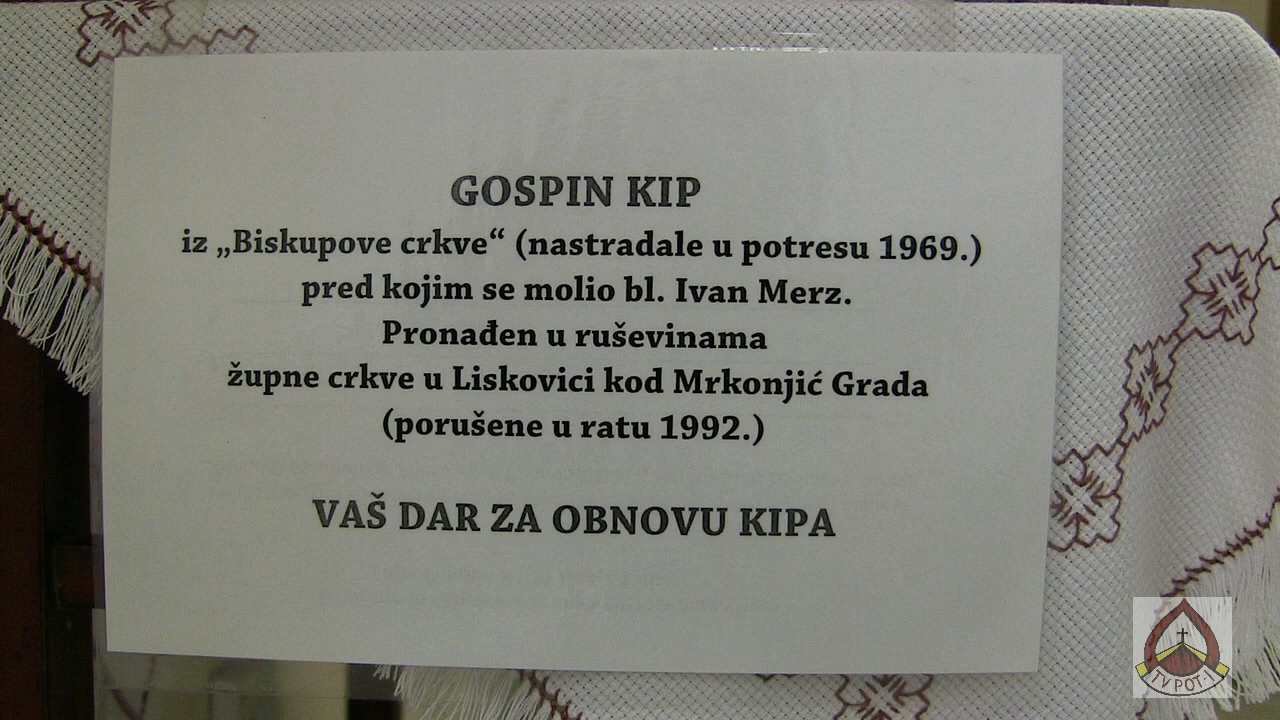 GOSPIN KIP
iz „Biskupove crkve“ (nastradale u potresu 1969.)
pred kojim se molio bl. Ivan Merz.
Pronađen u ruševinama
župne crkve u Liskovici kod Mrkonjić Grada
(porušene u ratu 1992.)
VAŠ DAR ZA OBNOVU KIPA
TV POT-1